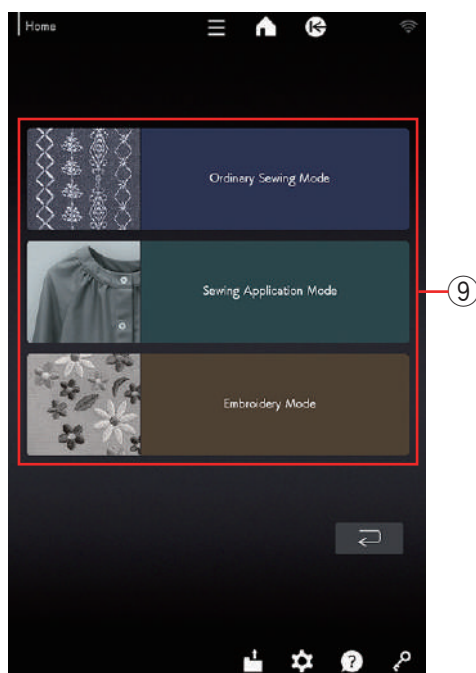 Home
Ordinary Sewing Mode
Sewing Application Mode
⑨
Embroidery Mode
?